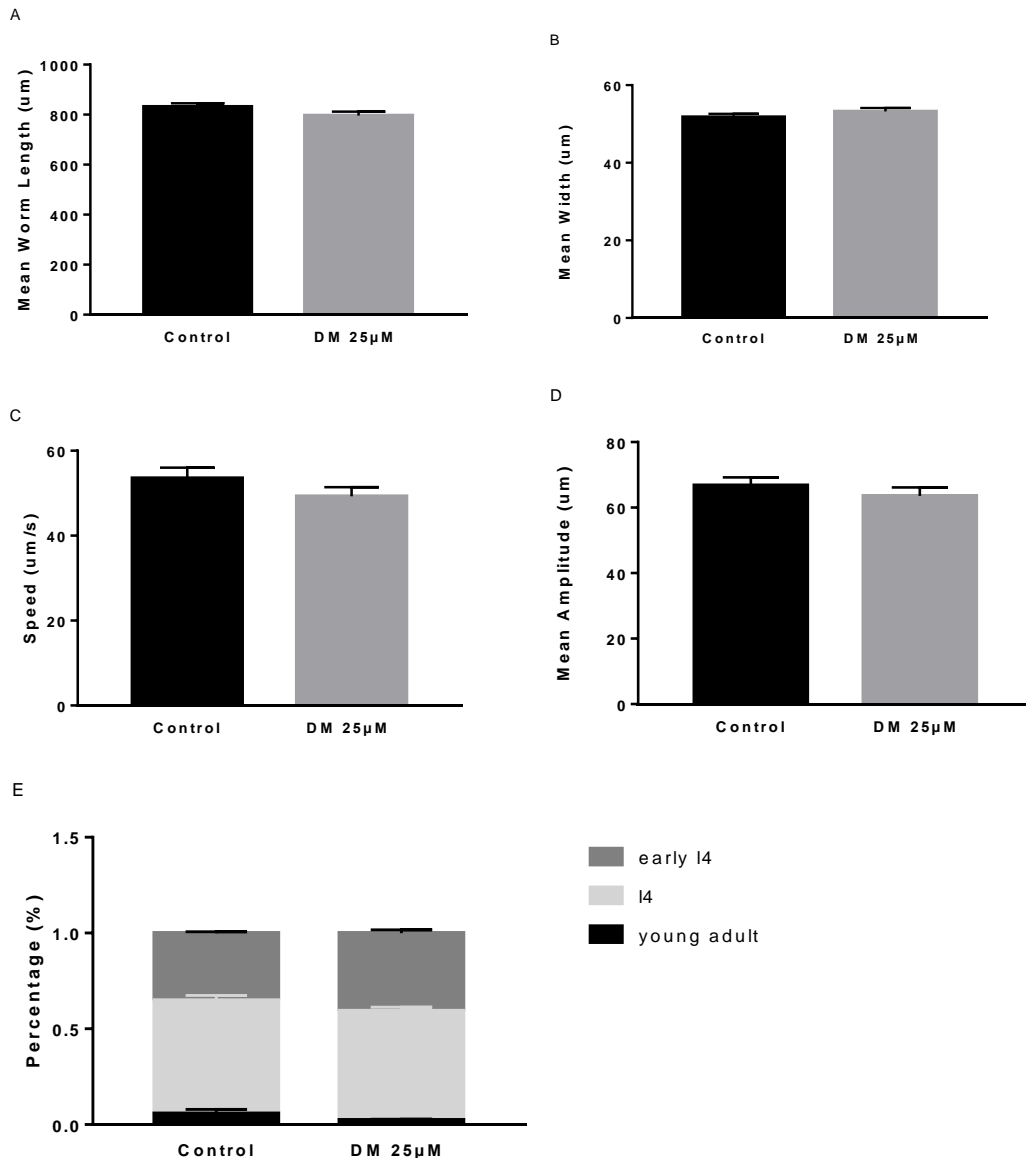 A
Mean Worm Length (um)
1000
800
600
400
200
0
Control DM 25µM
B
Mean Width (um)
60
40
20
0
Control DM 25µM
C
Speed (um/s)
60
40
20
0
Control DM 25µM
D
Mean Amplitude (um)
80
60
40
20
0
Control DM 25µM
E
Percentage (%)
1.5
1.0
0.5
0.0
Control DM 25µM
early l4
l4
young adult